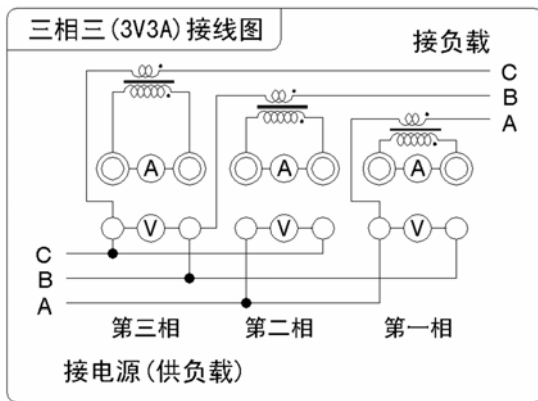 三相三(3V3A)接线图
接负载
C
B
A
A A A
V V V
C
B
A
第三相 第二相 第一相
接电源(供负载)